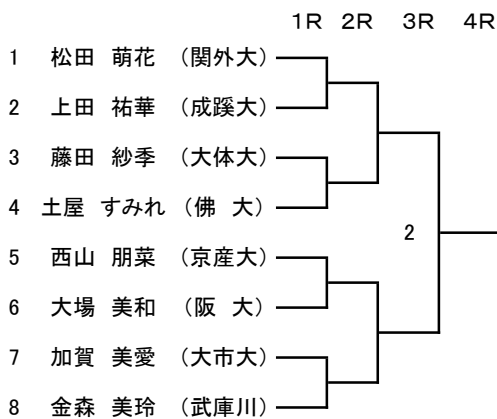 1R 2R 3R 4R
1 松田 萌花 (関外大)
2 上田 祐華 (成蹊大)
3 藤田 紗季 (大体大)
4 土屋 すみれ (佛 大)
2
5 西山 朋菜 (京産大)
6 大場 美和 (阪 大)
7 加賀 美愛 (大市大)
8 金森 美玲 (武庫川)